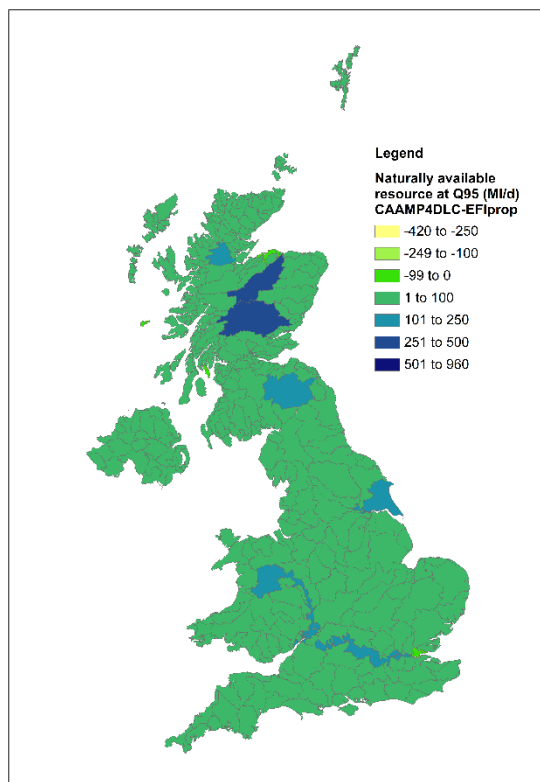 Legend
Naturally available
resource at Q95 (Ml/d)
CAAMP4DLC-EFIprop
-420 to -250
-249 to -100
-99 to 0
1 to 100
101 to 250
251 to 500
501 to 960